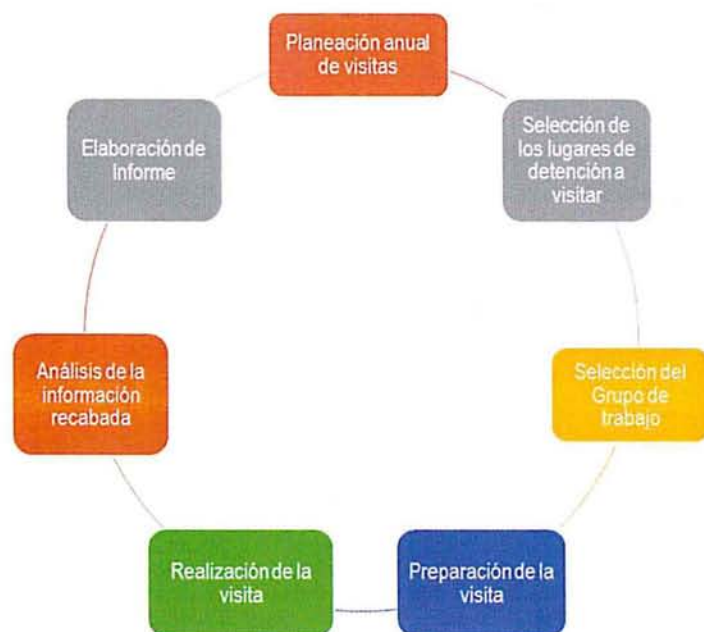 Planeación anual
de visitas
Selección de
los lugares de
detención a
visitar
Selección del
Grupo de
trabajo
Preparación de la
visita
Realización de la
visita
Análisis de la
información
recabada
Elaboración de
Informe